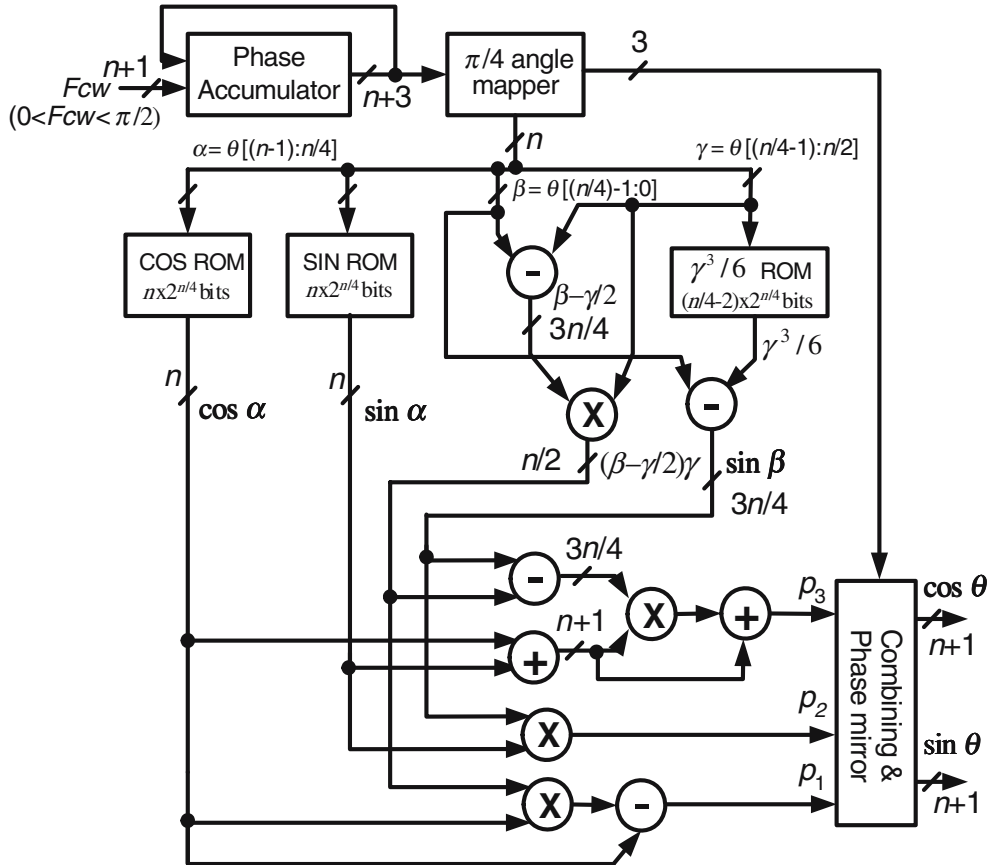 n+1
Fcw
(0<Fcw<π/2)
Phase
Accumulator
n+3
π/4 angle
mapper
3
n
α=θ[(n-1):n/4]
β=θ[(n/4)-1:0]
γ=θ[(n/4-1):n/2]
COS ROM
nx2^{n/4} bits
SIN ROM
nx2^{n/4} bits
-
γ^3/6 ROM
(n/4-2)x2^{n/4} bits
β−γ/2
3n/4
γ^3/6
n
cos α
n
sin α
X
-
n/2
(β−γ/2)γ
sin β
3n/4
-
3n/4
X
+
p_3
+
n+1
X
p_2
X
-
p_1
Combining &
Phase mirror
cos θ
n+1
sin θ
n+1